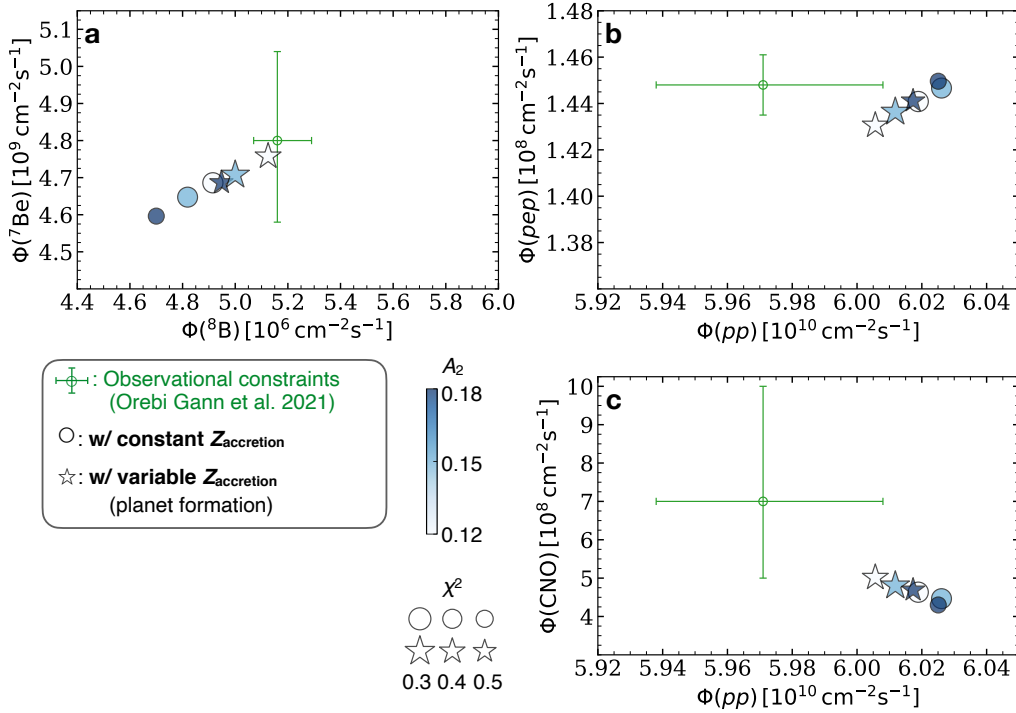 a
5.1
5.0
4.9
4.8
4.7
4.6
4.5
Φ(⁷Be) [10⁹ cm⁻²s⁻¹]
4.4 4.6 4.8 5.0 5.2 5.4 5.6 5.8 6.0
Φ(⁸B) [10⁶ cm⁻²s⁻¹]
b
1.48
1.46
1.44
1.42
1.40
1.38
Φ(pep) [10⁸ cm⁻²s⁻¹]
5.92 5.94 5.96 5.98 6.00 6.02 6.04
Φ(pp) [10¹⁰ cm⁻²s⁻¹]
: Observational constraints
(Orebi Gann et al. 2021)
: w/ constant Z_accretion
: w/ variable Z_accretion
(planet formation)
A₂
0.18
0.15
0.12
χ²
0.3 0.4 0.5
c
10
9
8
7
6
5
4
Φ(CNO) [10⁸ cm⁻²s⁻¹]
5.92 5.94 5.96 5.98 6.00 6.02 6.04
Φ(pp) [10¹⁰ cm⁻²s⁻¹]